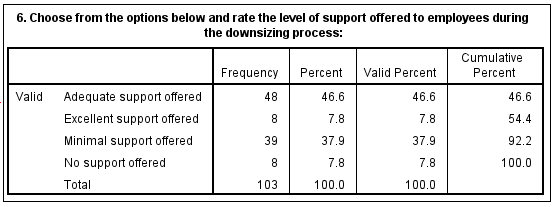 6. Choose from the options below and rate the level of support offered to employees during
the downsizing process:
Cumulative
Frequency Percent Valid Percent Percent
Valid Adequate support offered 48 46.6 46.6 46.6
Excellent support offered 8 7.8 7.8 54.4
Minimal support offered 39 37.9 37.9 92.2
No support offered 8 7.8 7.8 100.0
Total 103 100.0 100.0